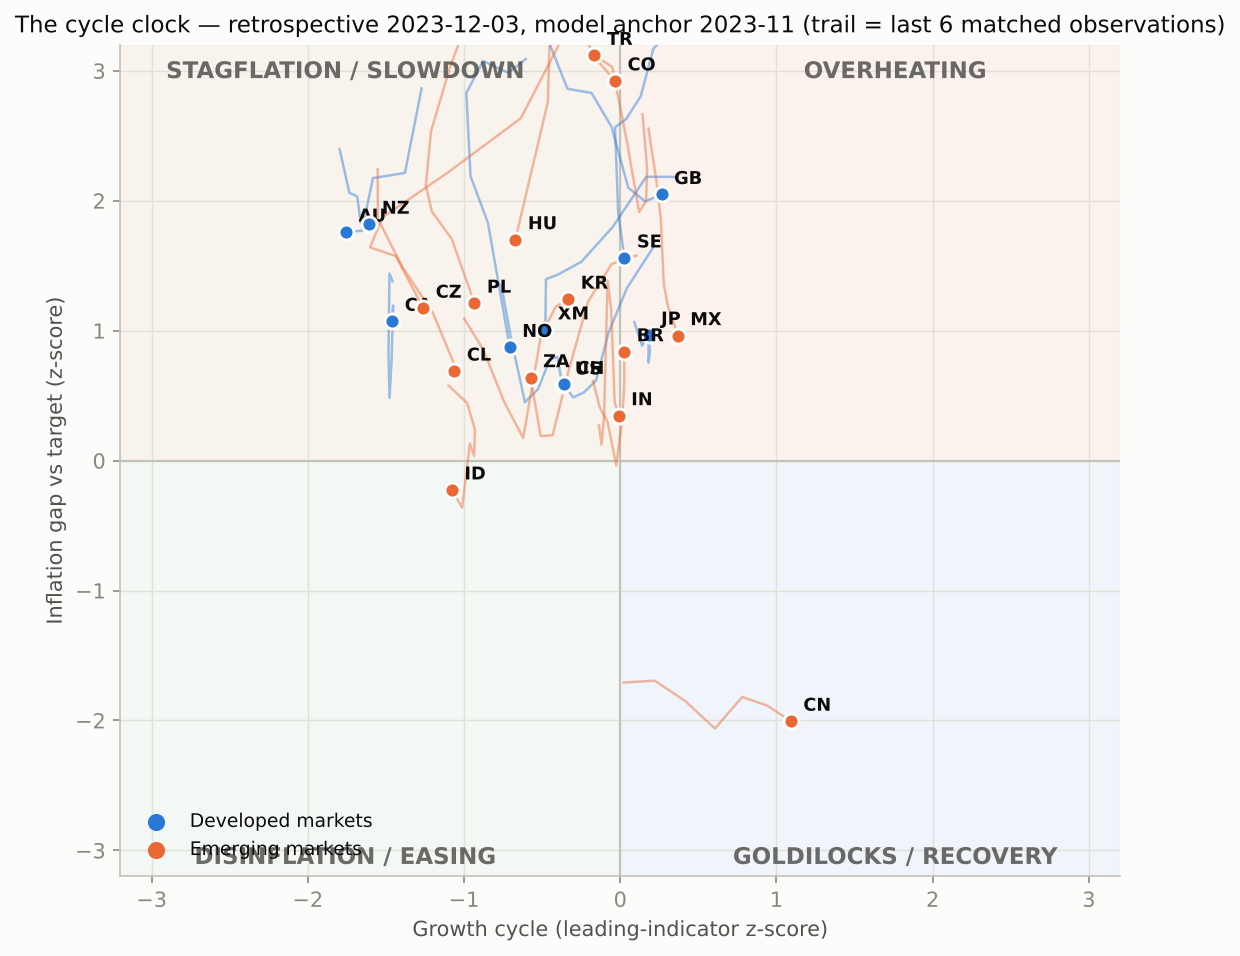 The cycle clock — retrospective 2023-12-03, model anchor 2023-11 (trail = last 6 matched observations)
TR
STAGFLATION / SLOWDOWN
CO
OVERHEATING
GB
AU
NZ
HU
SE
PL
KR
CZ
XM
JP
MX
NO
BR
CL
ZA
US
CH
IN
ID
CN
Developed markets
Emerging markets
DISINFLATION / EASING
GOLDILOCKS / RECOVERY
3
2
1
0
−1
−2
−3
−3
−2
−1
0
1
2
3
Inflation gap vs target (z-score)
Growth cycle (leading-indicator z-score)